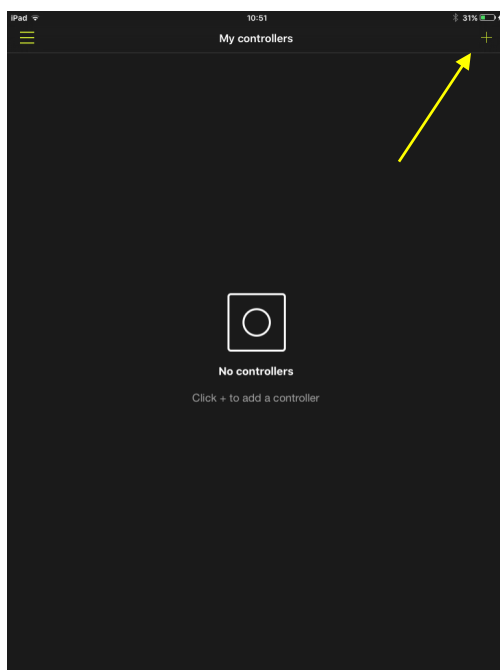 iPad 10:51 31%
My controllers +
No controllers
Click + to add a controller